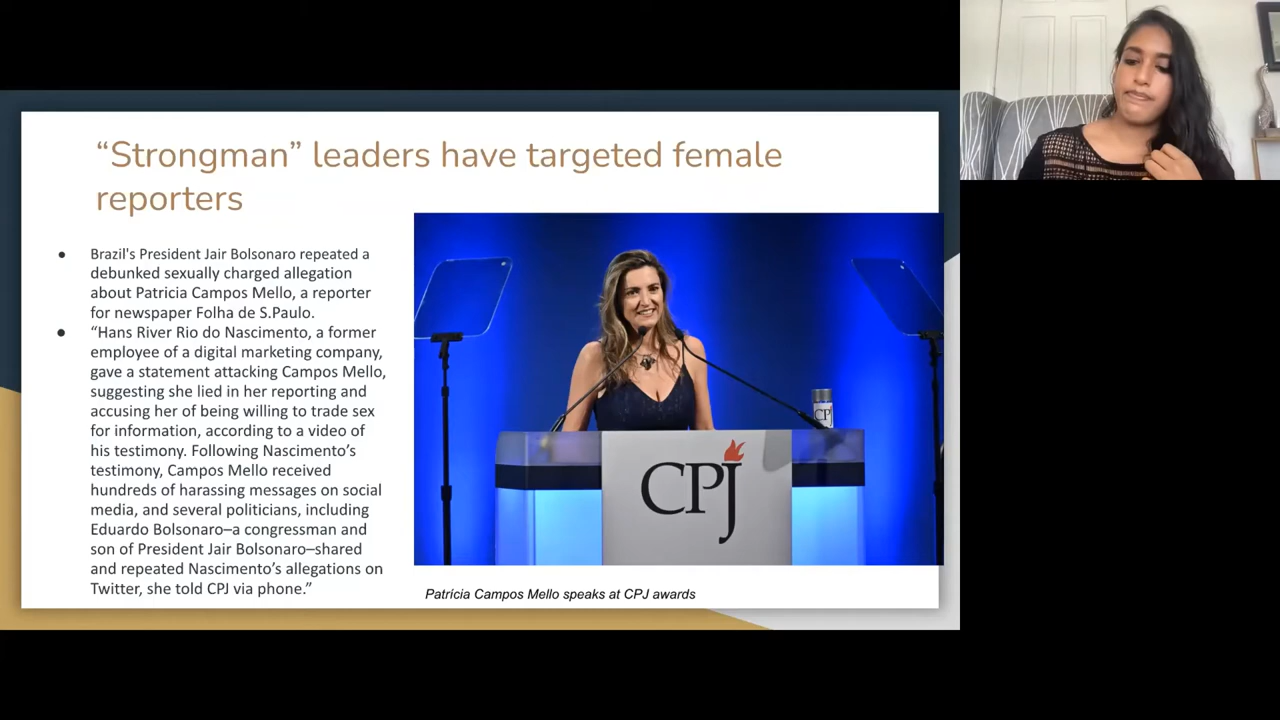 “Strongman” leaders have targeted female
reporters
● Brazil's President Jair Bolsonaro repeated a
debunked sexually charged allegation
about Patricia Campos Mello, a reporter
for newspaper Folha de S.Paulo.
● “Hans River Rio do Nascimento, a former
employee of a digital marketing company,
gave a statement attacking Campos Mello,
suggesting she lied in her reporting and
accusing her of being willing to trade sex
for information, according to a video of
his testimony. Following Nascimento’s
testimony, Campos Mello received
hundreds of harassing messages on social
media, and several politicians, including
Eduardo Bolsonaro–a congressman and
son of President Jair Bolsonaro–shared
and repeated Nascimento’s allegations on
Twitter, she told CPJ via phone.”
CPJ
CPJ
Patrícia Campos Mello speaks at CPJ awards